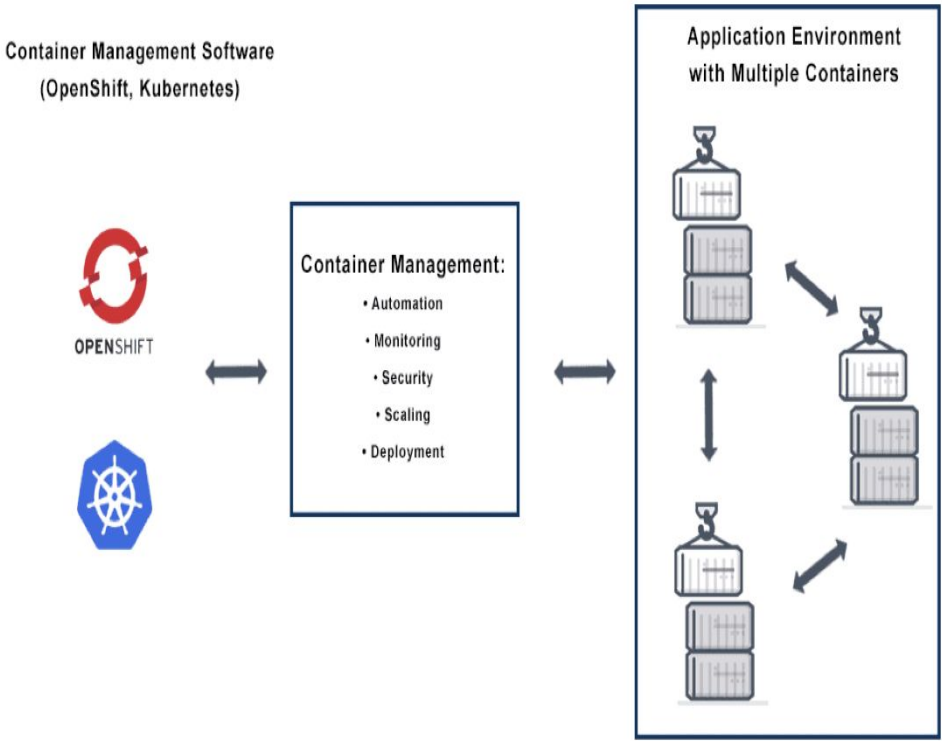 Container Management Software
(OpenShift, Kubernetes)
OPENSHIFT
Container Management:
• Automation
• Monitoring
• Security
• Scaling
• Deployment
Application Environment
with Multiple Containers